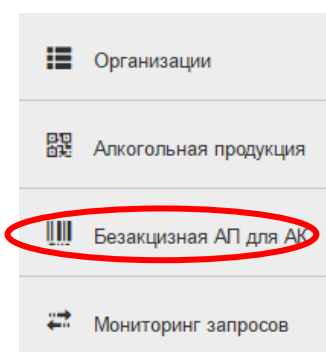 Организации
Алкогольная продукция
Безакцизная АП для АК
Мониторинг запросов